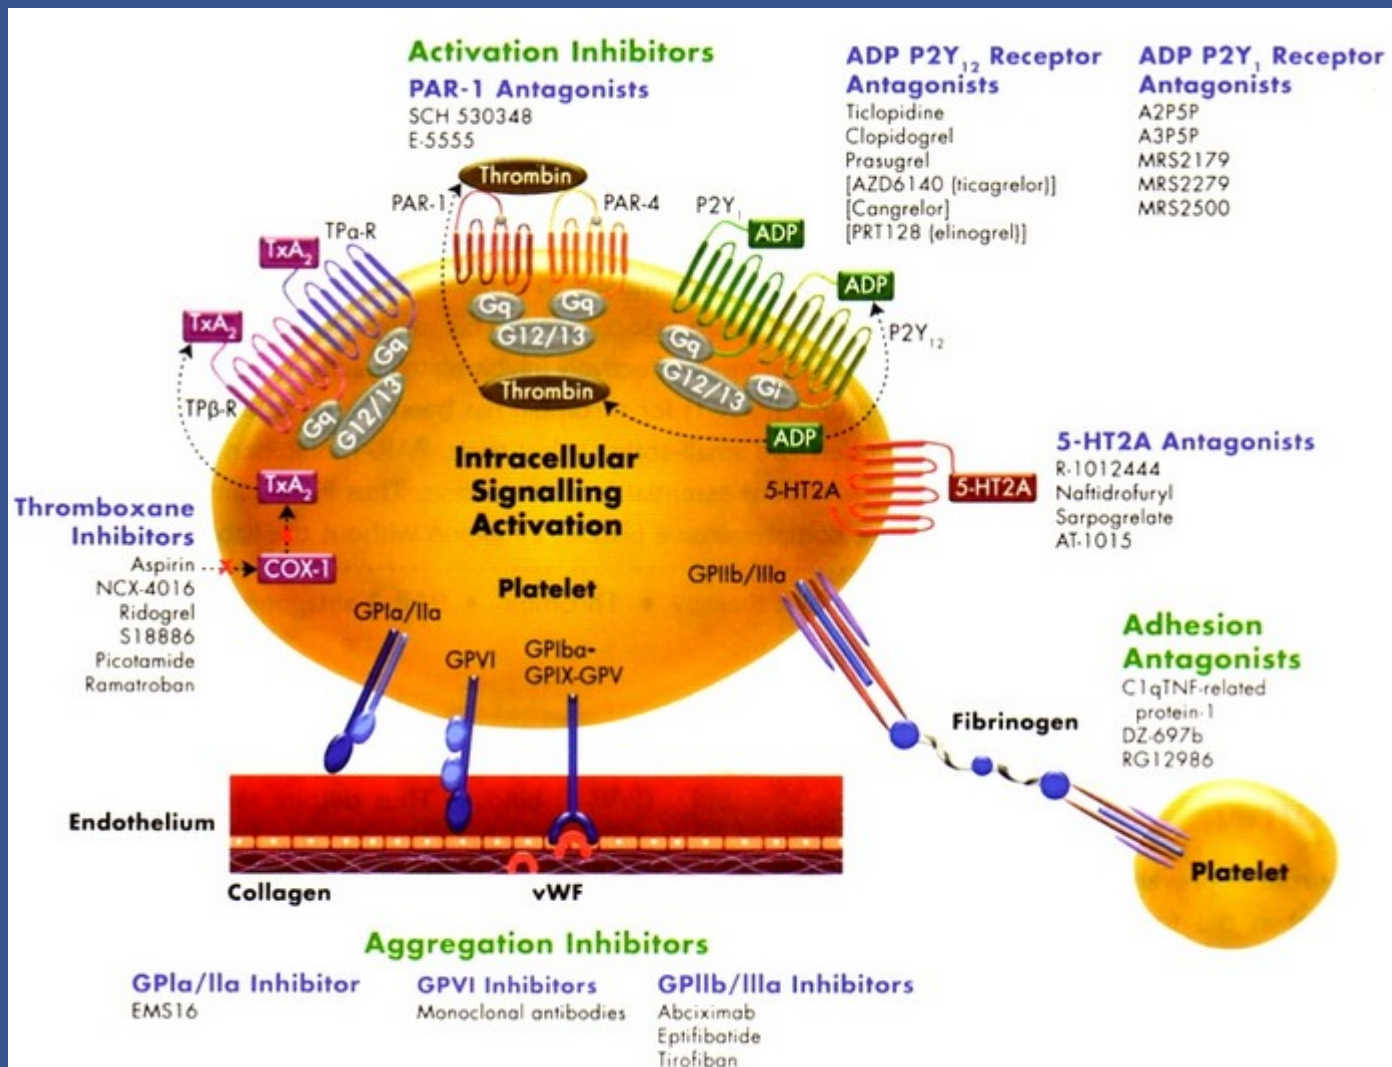 Activation Inhibitors
PAR-1 Antagonists
SCH 530348
E-5555
ADP P2Y12 Receptor
Antagonists
Ticlopidine
Clopidogrel
Prasugrel
[AZD6140 (ticagrelor)]
[Cangrelor]
[PRT128 (elinogrel)]
ADP P2Y1 Receptor
Antagonists
A2P5P
A3P5P
MRS2179
MRS2279
MRS2500
Thrombin
PAR-1
PAR-4
P2Y1
ADP
TPα-R
TxA2
ADP
TxA2
Gq
Gq
G12/13
P2Y12
Gq
Gq
G12/13
Gi
TPβ-R
Gq
G12/13
Thrombin
ADP
Intracellular
Signalling
Activation
5-HT2A
5-HT2A
5-HT2A Antagonists
R-1012444
Naftidrofuryl
Sarpogrelate
AT-1015
TxA2
Thromboxane
Inhibitors
Aspirin
NCX-4016
Ridogrel
S18886
Picotamide
Ramatroban
COX-1
Platelet
GPIIb/IIIa
GPIa/IIa
GPVI
GPIba-
GPIX-GPV
Adhesion
Antagonists
C1qTNF-related
protein-1
DZ-697b
RG12986
Fibrinogen
Endothelium
Platelet
Collagen
vWF
Aggregation Inhibitors
GPIa/IIa Inhibitor
EMS16
GPVI Inhibitors
Monoclonal antibodies
GPIIb/IIIa Inhibitors
Abciximab
Eptifibatide
Tirofiban